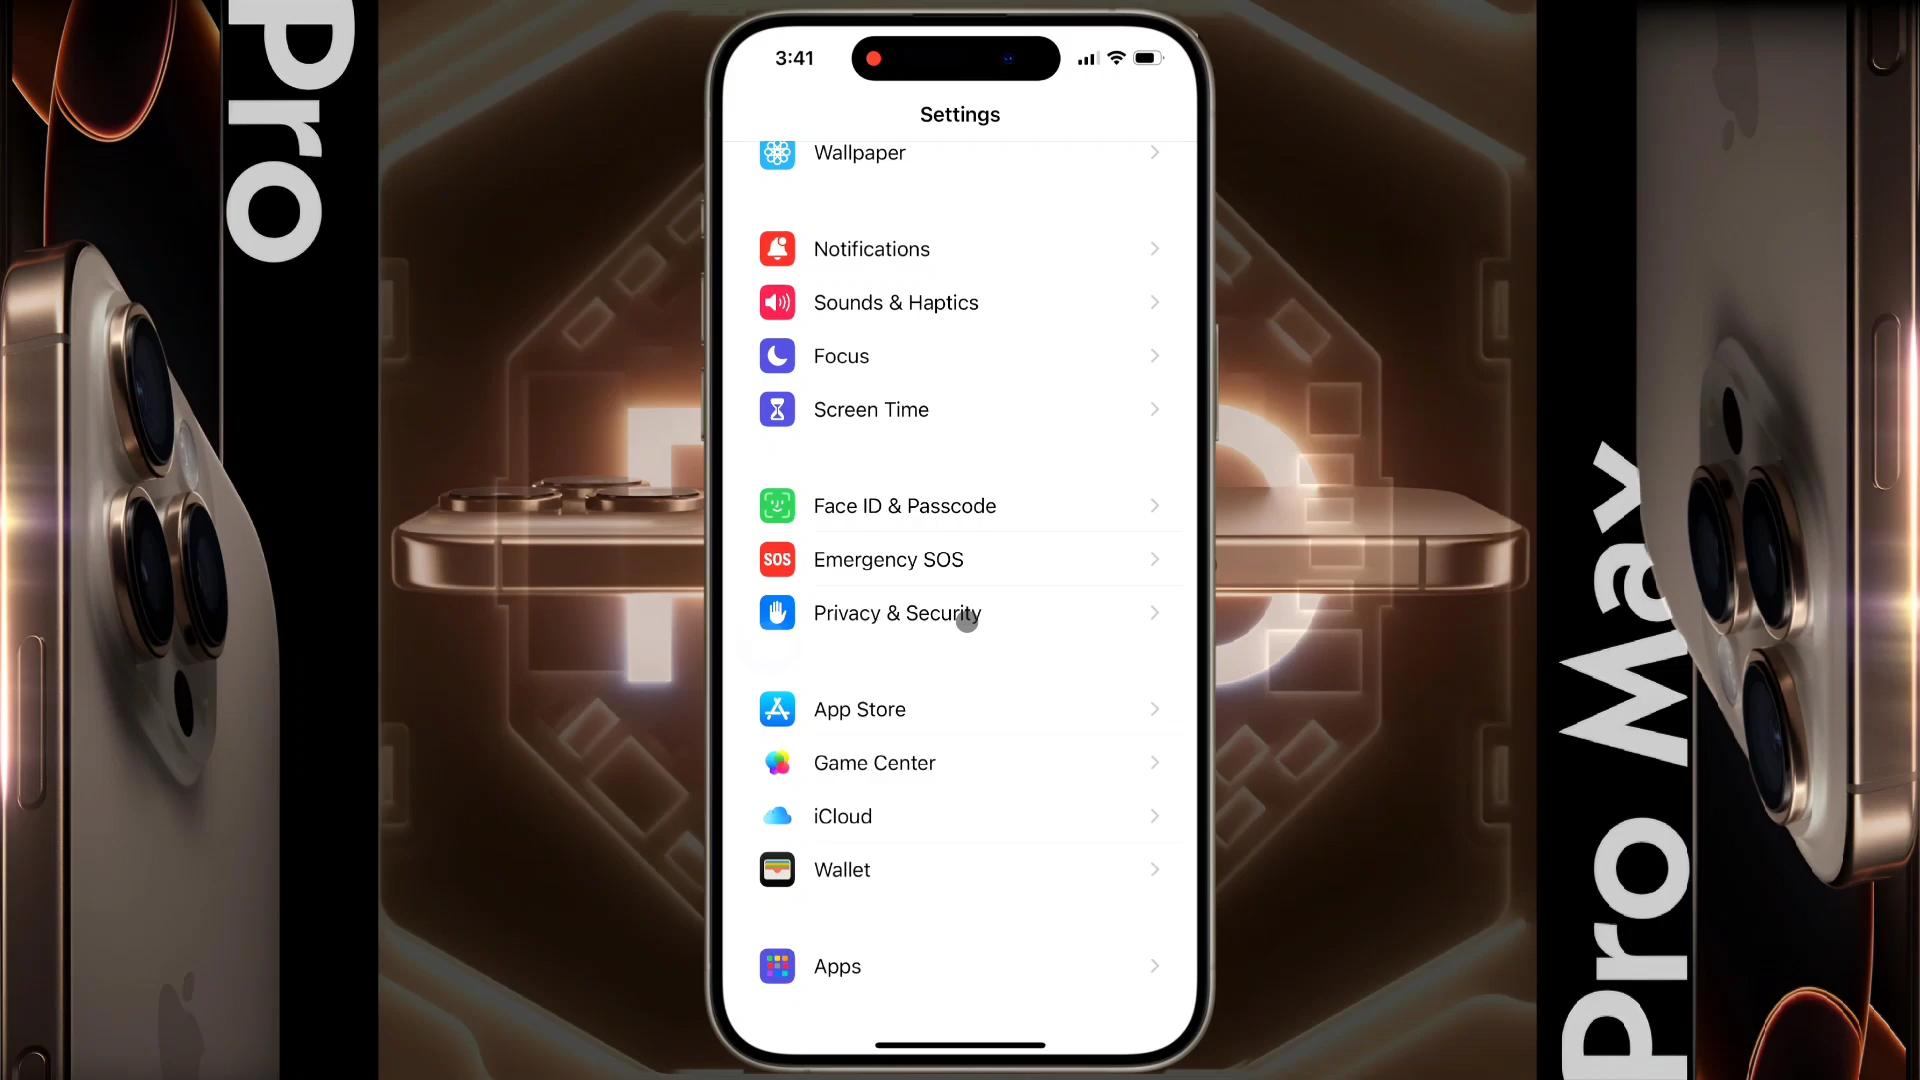 Pro
3:41
Settings
Wallpaper
Notifications
Sounds & Haptics
Focus
Screen Time
Face ID & Passcode
SOS
Emergency SOS
Privacy & Security
App Store
Game Center
iCloud
Wallet
Apps
Pro Max